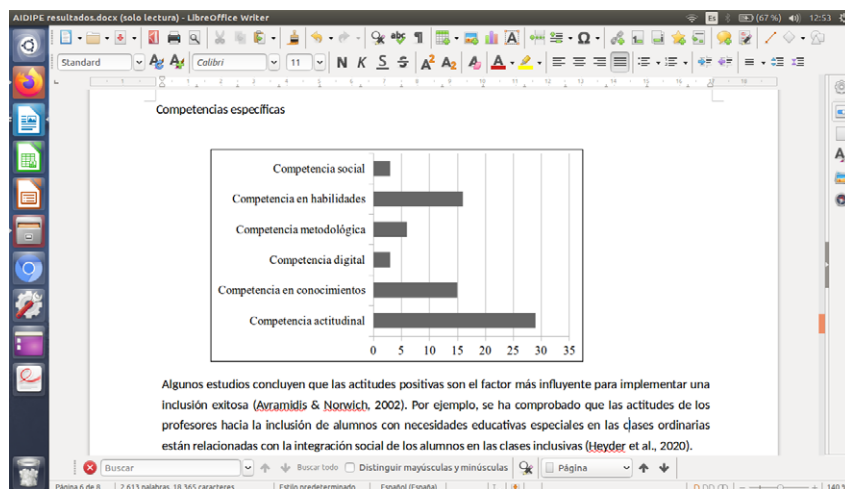 AIDIPE resultados.docx (solo lectura) - LibreOffice Writer
Es (67 %) 12:53
Standard Calibri 11 N K S S A² A₂ A
Competencias específicas
Competencia social
Competencia en habilidades
Competencia metodológica
Competencia digital
Competencia en conocimientos
Competencia actitudinal
0 5 10 15 20 25 30 35
Algunos estudios concluyen que las actitudes positivas son el factor más influyente para implementar una
inclusión exitosa (Avramidis & Norwich, 2002). Por ejemplo, se ha comprobado que las actitudes de los
profesores hacia la inclusión de alumnos con necesidades educativas especiales en las clases ordinarias
están relacionadas con la integración social de los alumnos en las clases inclusivas (Heyder et al., 2020).
Buscar Buscar todo Distinguir mayúsculas y minúsculas Página
Página 6 de 8 2.613 palabras, 18.365 caracteres Estilo predeterminado Español (España) 140 %